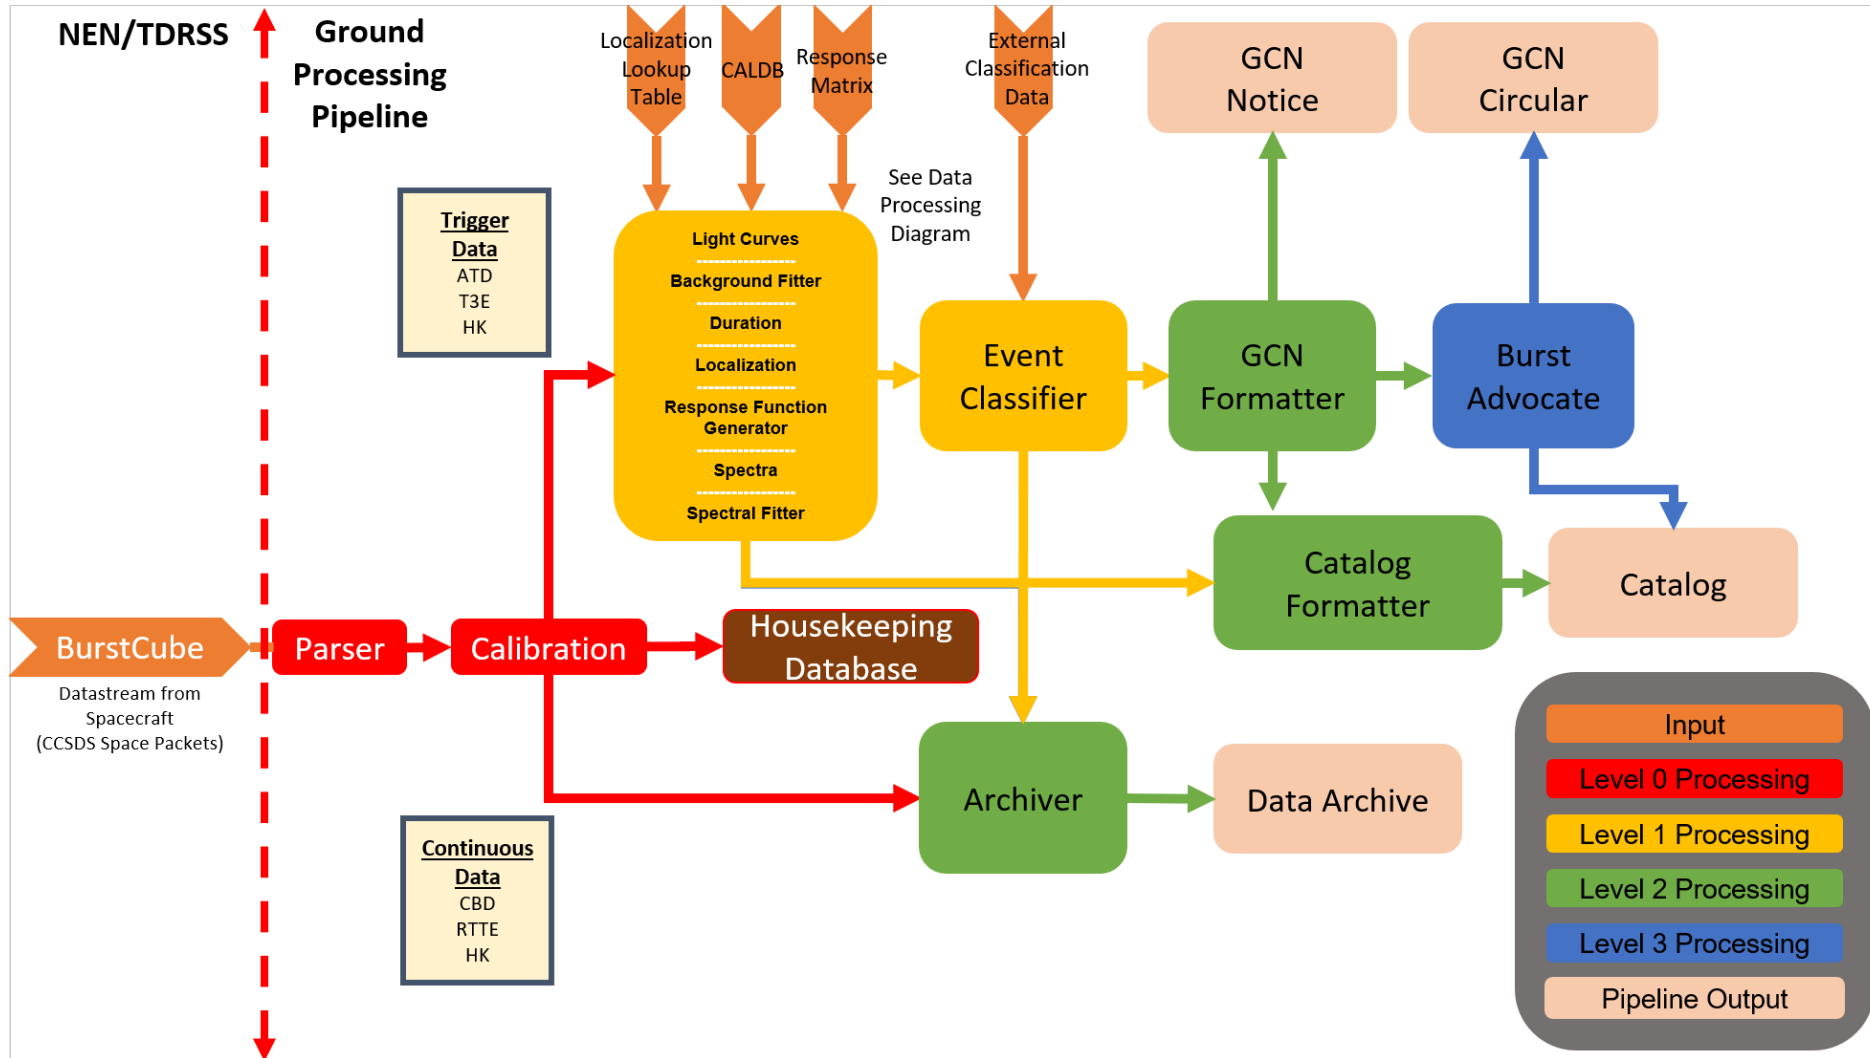 NEN/TDRSS
Ground
Processing
Pipeline
Localization
Lookup
Table
CALDB
Response
Matrix
External
Classification
Data
GCN
Notice
GCN
Circular
See Data
Processing
Diagram
Trigger
Data
ATD
T3E
HK
Light Curves
-----------------
Background Fitter
-----------------
Duration
-----------------
Localization
-----------------
Response Function
Generator
-----------------
Spectra
-----------------
Spectral Fitter
Event
Classifier
GCN
Formatter
Burst
Advocate
Catalog
Formatter
Catalog
BurstCube
Datastream from
Spacecraft
(CCSDS Space Packets)
Parser
Calibration
Housekeeping
Database
Archiver
Data Archive
Continuous
Data
CBD
RTTE
HK
Input
Level 0 Processing
Level 1 Processing
Level 2 Processing
Level 3 Processing
Pipeline Output